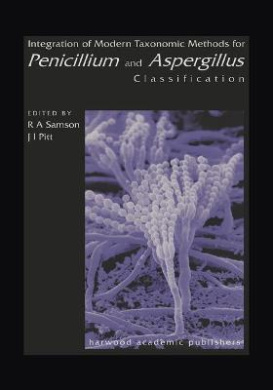 Integration of Modern Taxonomic Methods for
Penicillium and Aspergillus
Classification
EDITED BY
R A Samson
J I Pitt
harwood academic publishers